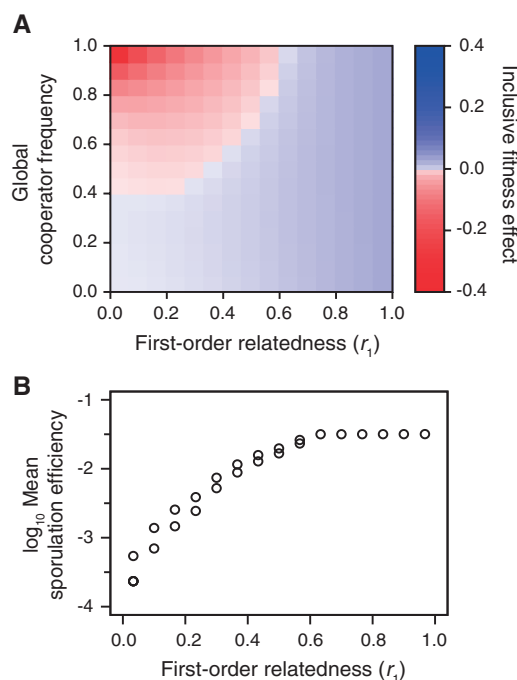 A
Global
cooperator frequency
1.0
0.8
0.6
0.4
0.2
0.0
0.0 0.2 0.4 0.6 0.8 1.0
First-order relatedness (r1)
0.4
0.2
0.0
-0.2
-0.4
Inclusive fitness effect
B
log10 Mean
sporulation efficiency
-1
-2
-3
-4
0.0 0.2 0.4 0.6 0.8 1.0
First-order relatedness (r1)